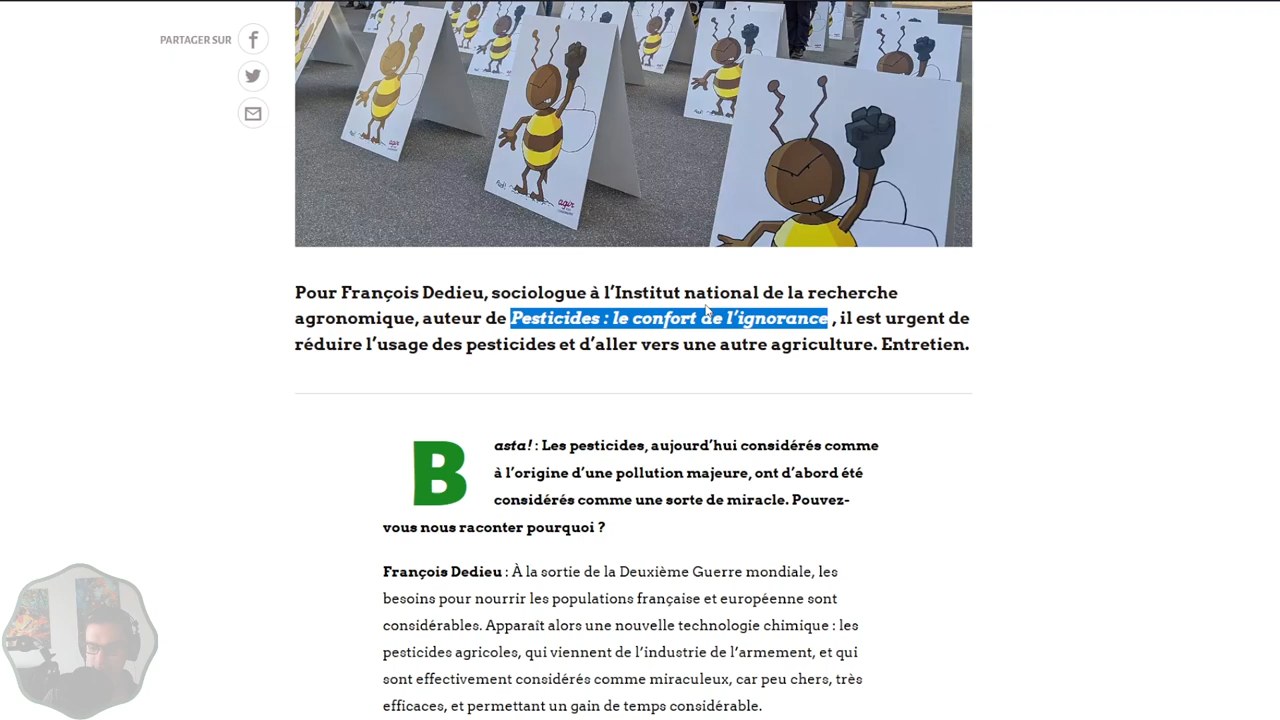 PARTAGER SUR
agir
agir
agir
Pour François Dedieu, sociologue à l’Institut national de la recherche
agronomique, auteur de Pesticides : le confort de l’ignorance , il est urgent de
réduire l’usage des pesticides et d’aller vers une autre agriculture. Entretien.
Basta! : Les pesticides, aujourd’hui considérés comme
à l’origine d’une pollution majeure, ont d’abord été
considérés comme une sorte de miracle. Pouvez-
vous nous raconter pourquoi ?
François Dedieu : À la sortie de la Deuxième Guerre mondiale, les
besoins pour nourrir les populations française et européenne sont
considérables. Apparaît alors une nouvelle technologie chimique : les
pesticides agricoles, qui viennent de l’industrie de l’armement, et qui
sont effectivement considérés comme miraculeux, car peu chers, très
efficaces, et permettant un gain de temps considérable.